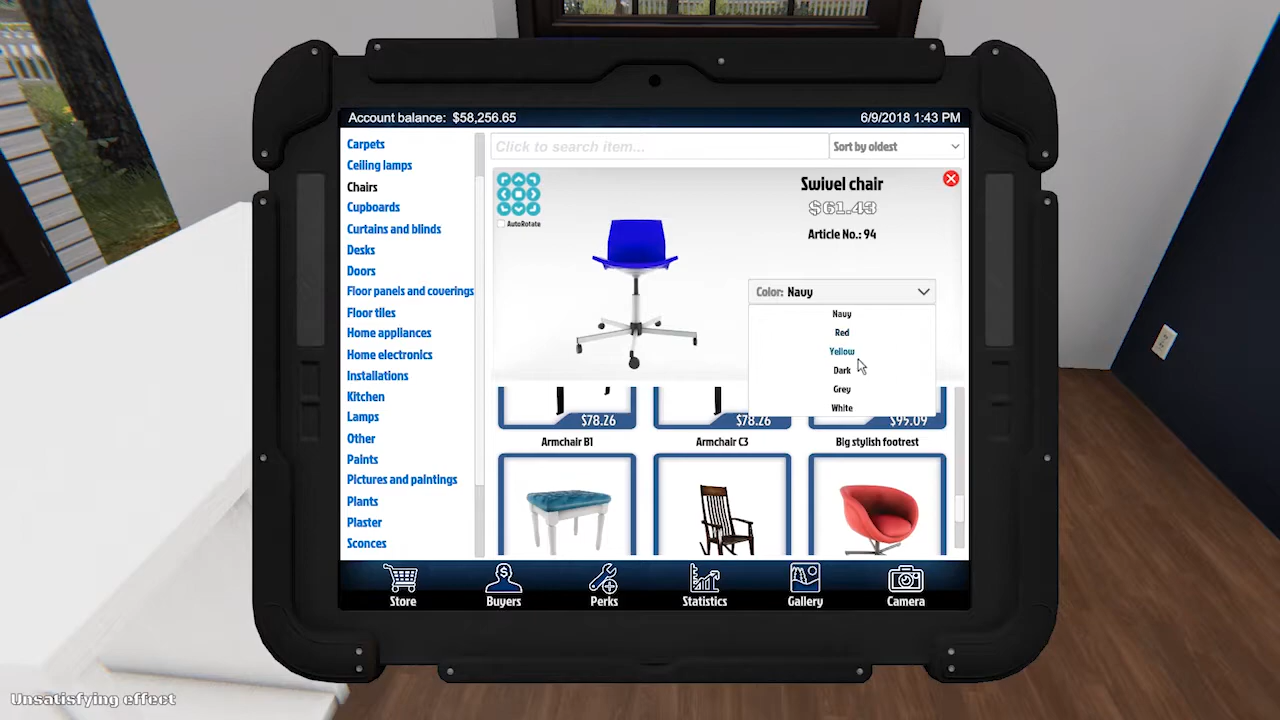 Account balance: $58,256.65
6/9/2018 1:43 PM
Carpets
Ceiling lamps
Chairs
Cupboards
Curtains and blinds
Desks
Doors
Floor panels and coverings
Floor tiles
Home appliances
Home electronics
Installations
Kitchen
Lamps
Other
Paints
Pictures and paintings
Plants
Plaster
Sconces
Click to search item...
Sort by oldest
AutoRotate
Swivel chair
$61.43
Article No.: 94
Color: Navy
Navy
Red
Yellow
Dark
Grey
White
$78.26
$78.26
$95.09
Armchair B1
Armchair C3
Big stylish footrest
Store
Buyers
Perks
Statistics
Gallery
Camera
Unsatisfying effect